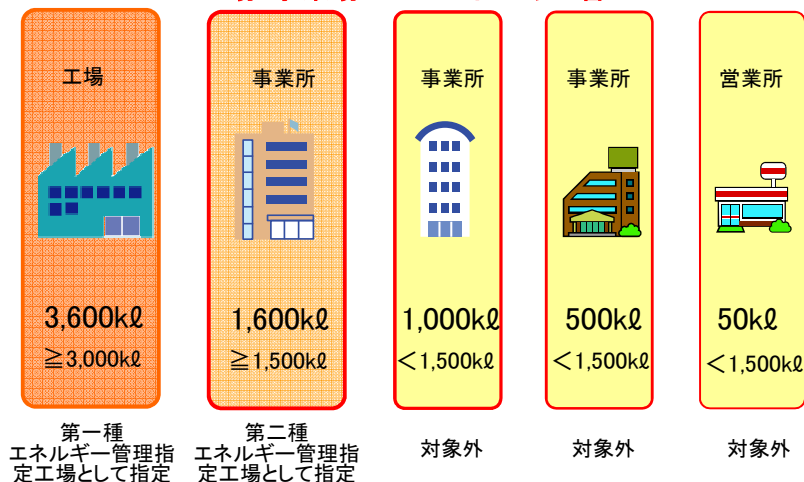 工場
3,600kℓ
≧3,000kℓ
第一種
エネルギー管理指
定工場として指定
事業所
1,600kℓ
≧1,500kℓ
第二種
エネルギー管理指
定工場として指定
事業所
1,000kℓ
＜1,500kℓ
対象外
事業所
500kℓ
＜1,500kℓ
対象外
営業所
50kℓ
＜1,500kℓ
対象外